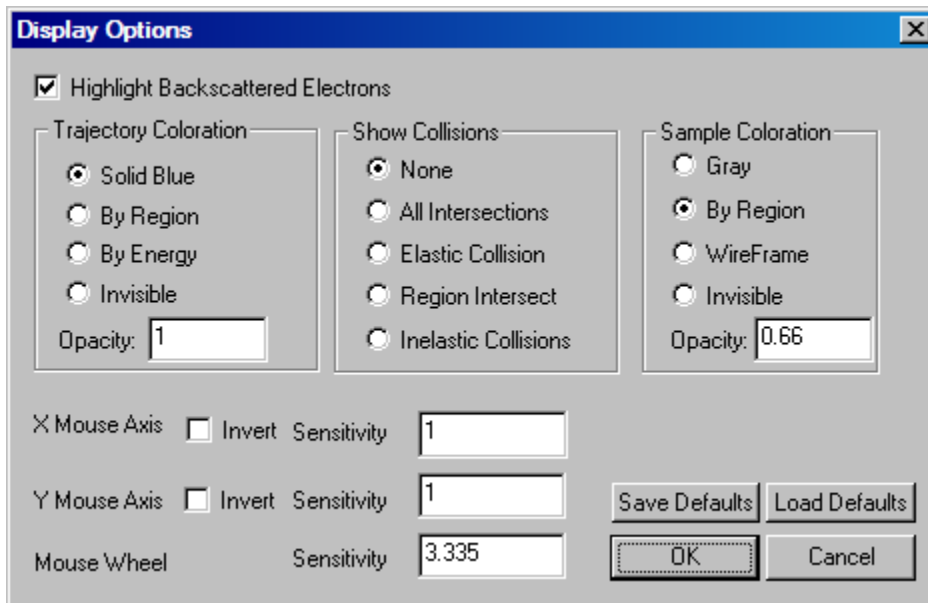 Display Options
Highlight Backscattered Electrons
Trajectory Coloration
Solid Blue
By Region
By Energy
Invisible
Opacity: 1
Show Collisions
None
All Intersections
Elastic Collision
Region Intersect
Inelastic Collisions
Sample Coloration
Gray
By Region
WireFrame
Invisible
Opacity: 0.66
X Mouse Axis Invert Sensitivity 1
Y Mouse Axis Invert Sensitivity 1
Mouse Wheel Sensitivity 3.335
Save Defaults Load Defaults
OK Cancel